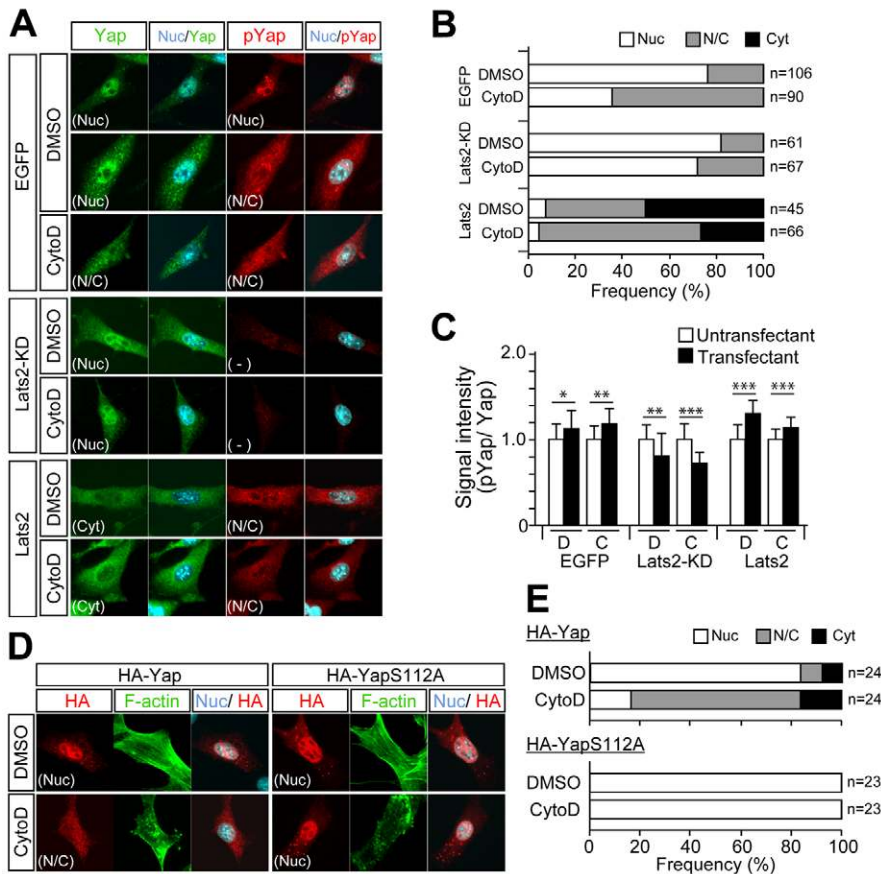 A
Yap Nuc/Yap pYap Nuc/pYap
EGFP
DMSO
(Nuc) (Nuc)
(Nuc) (N/C)
CytoD
(N/C) (N/C)
Lats2-KD
DMSO
(Nuc) (-)
CytoD
(Nuc) (-)
Lats2
DMSO
(Cyt) (N/C)
CytoD
(Cyt) (N/C)
B
Nuc N/C Cyt
EGFP
DMSO n=106
CytoD n=90
Lats2-KD
DMSO n=61
CytoD n=67
Lats2
DMSO n=45
CytoD n=66
0 20 40 60 80 100
Frequency (%)
C
Untransfectant
Transfectant
Signal intensity
(pYap/ Yap)
2.0
1.0
0
* ** ** *** *** ***
D C D C D C
EGFP Lats2-KD Lats2
D
HA-Yap HA-YapS112A
HA F-actin Nuc/ HA HA F-actin Nuc/ HA
DMSO
(Nuc) (Nuc)
CytoD
(N/C) (Nuc)
E
HA-Yap
Nuc N/C Cyt
DMSO n=24
CytoD n=24
HA-YapS112A
DMSO n=23
CytoD n=23
0 20 40 60 80 100
Frequency (%)